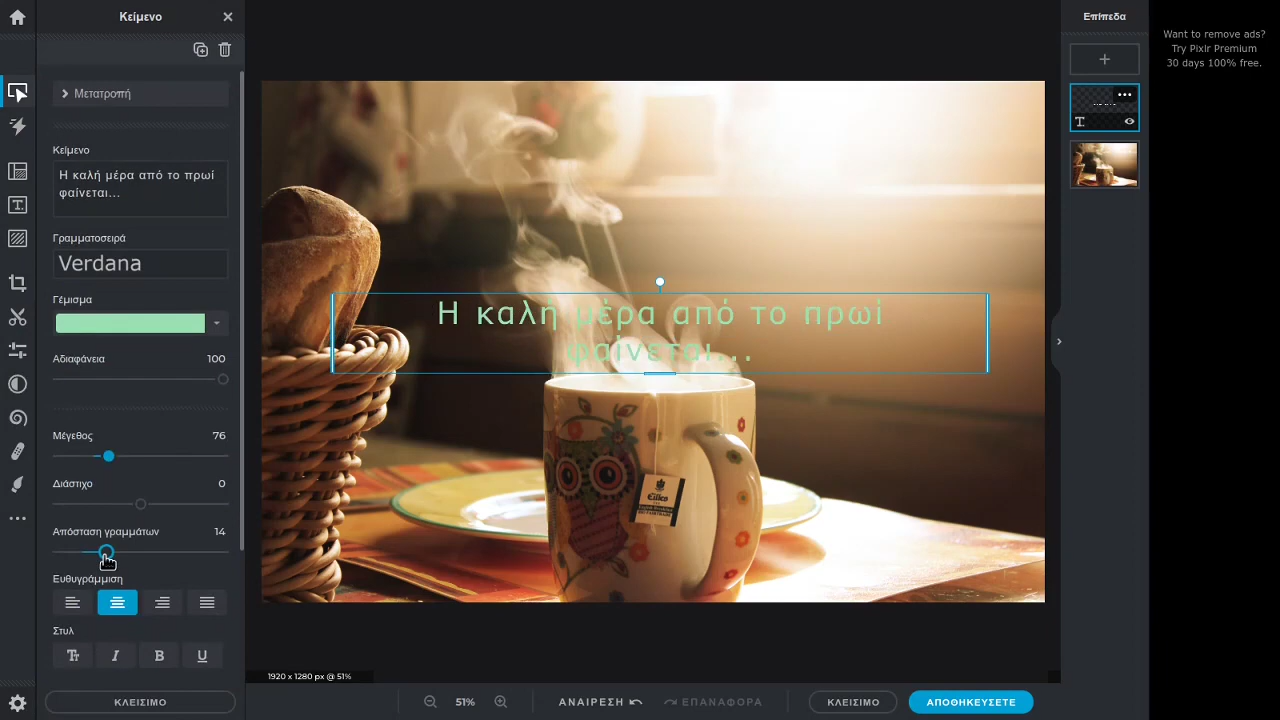 Κείμενο
Μετατροπή
Κείμενο
Η καλή μέρα από το πρωί
φαίνεται...
Γραμματοσειρά
Verdana
Γέμισμα
Αδιαφάνεια 100
Μέγεθος 76
Διάστιχο 0
Απόσταση γραμμάτων 14
Ευθυγράμμιση
Στυλ
ΚΛΕΙΣΙΜΟ
Η καλή μέρα από το πρωί
φαίνεται...
Eilles
1920 x 1280 px @ 51%
51%
ΑΝΑΙΡΕΣΗ
ΕΠΑΝΑΦΟΡΑ
ΚΛΕΙΣΙΜΟ
ΑΠΟΘΗΚΕΥΣΕΤΕ
Επίπεδα
Want to remove ads?
Try Pixlr Premium
30 days 100% free.